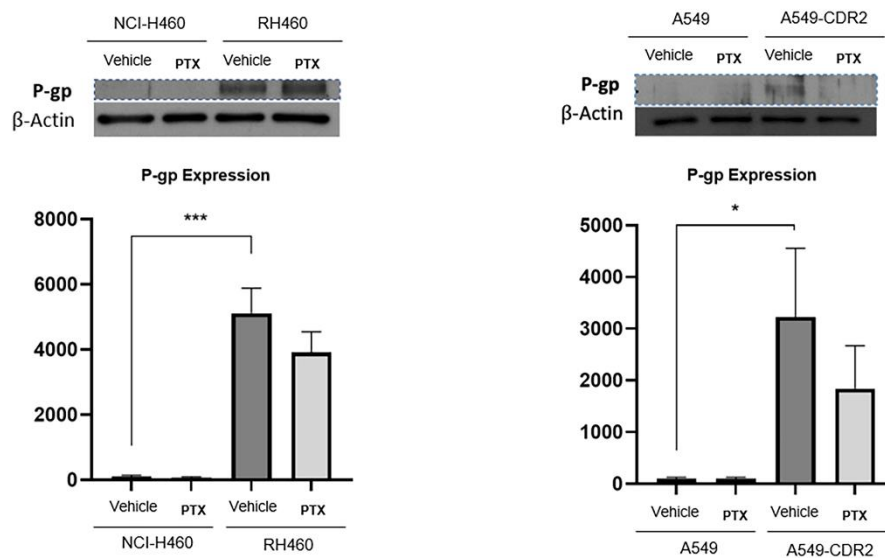 NCI-H460 RH460
Vehicle PTX Vehicle PTX
P-gp
β-Actin
P-gp Expression
***
8000
6000
4000
2000
0
Vehicle PTX Vehicle PTX
NCI-H460 RH460
A549 A549-CDR2
Vehicle PTX Vehicle PTX
P-gp
β-Actin
P-gp Expression
*
5000
4000
3000
2000
1000
0
Vehicle PTX Vehicle PTX
A549 A549-CDR2